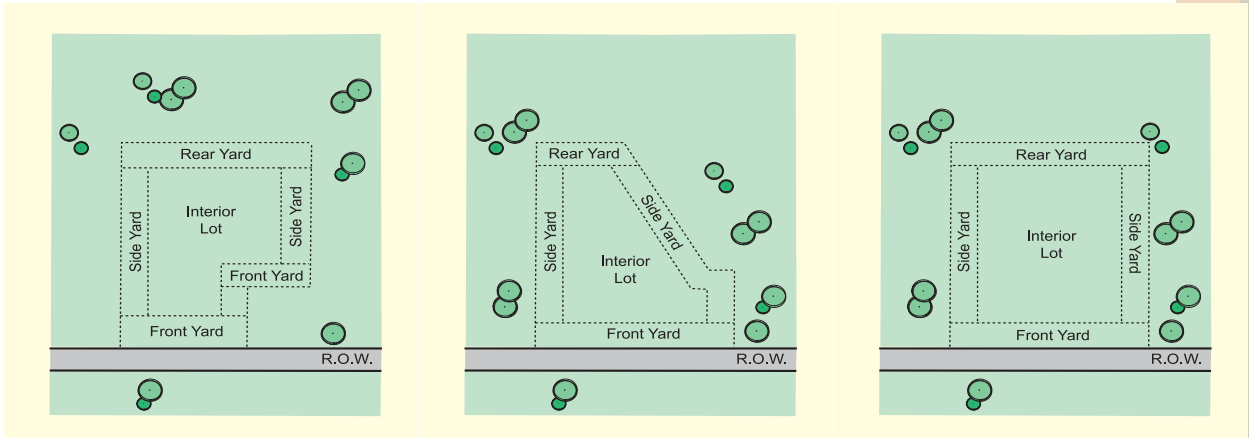 Rear Yard
Side Yard
Interior
Lot
Side Yard
Front Yard
Front Yard
R.O.W.
Rear Yard
Side Yard
Side Yard
Interior
Lot
Front Yard
R.O.W.
Rear Yard
Side Yard
Interior
Lot
Side Yard
Front Yard
R.O.W.